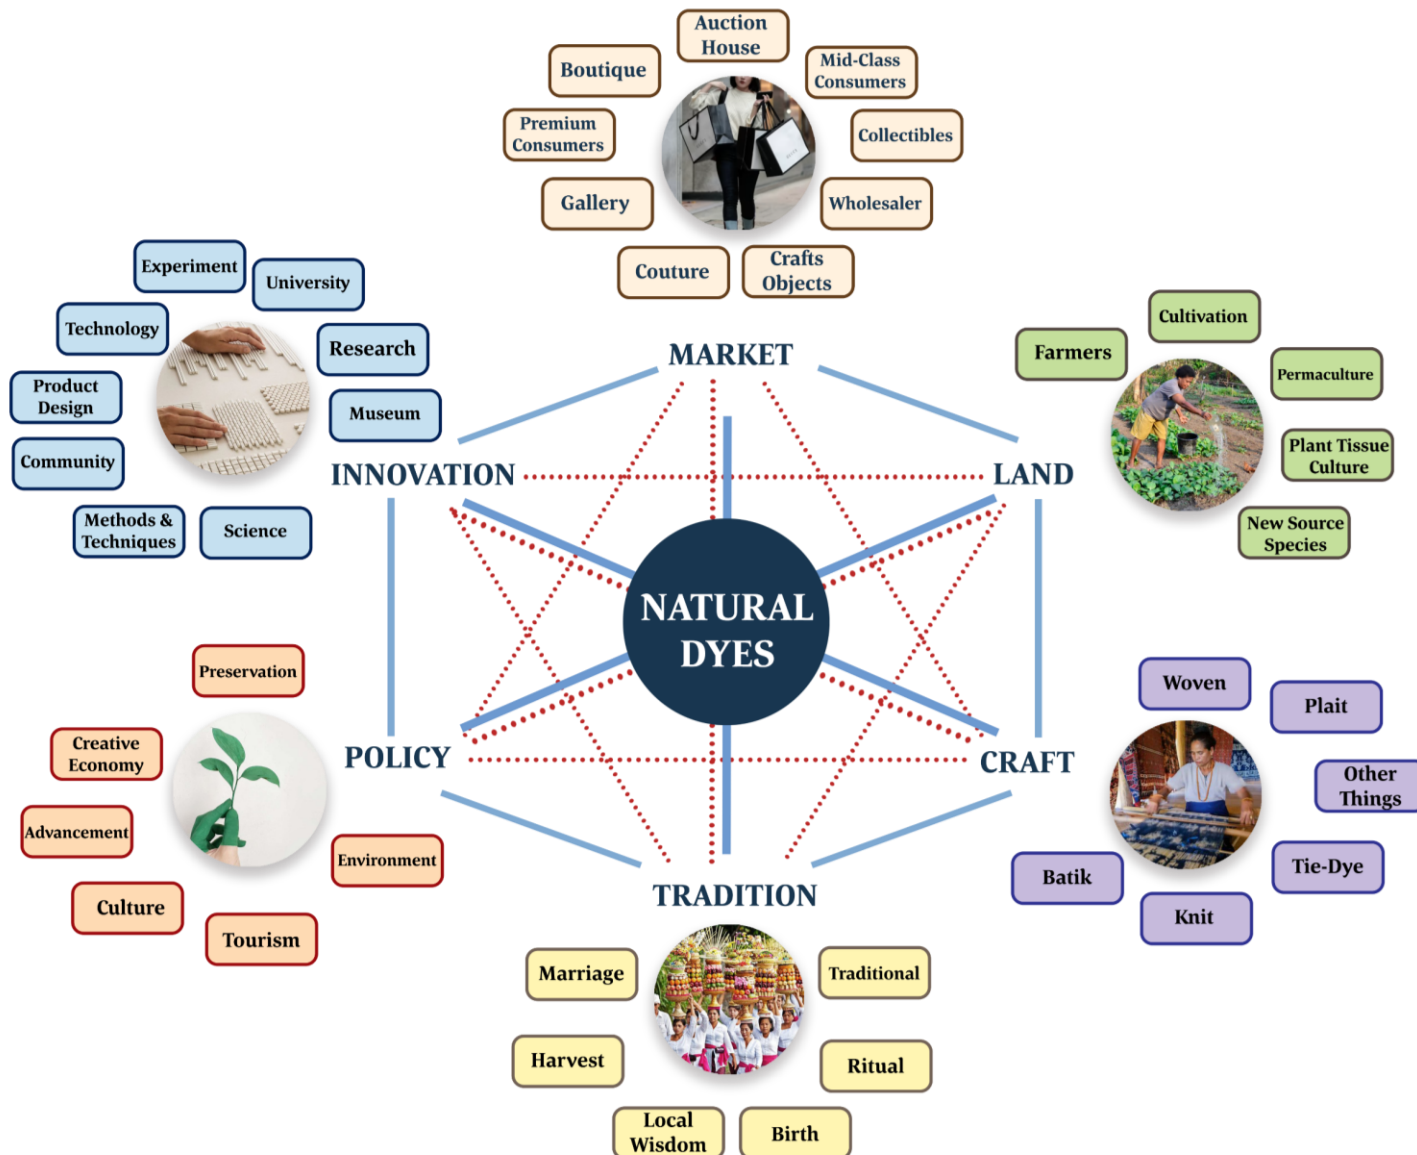 Auction
House
Boutique
Mid-Class
Consumers
Premium
Consumers
Collectibles
Gallery
Wholesaler
Couture
Crafts
Objects
MARKET
Experiment
University
Technology
Research
Product
Design
Museum
Community
Methods &
Techniques
Science
INNOVATION
Cultivation
Farmers
Permaculture
Plant Tissue
Culture
New Source
Species
LAND
NATURAL
DYES
Preservation
Creative
Economy
Advancement
Environment
Culture
Tourism
POLICY
Woven
Plait
Other
Things
Tie-Dye
Batik
Knit
CRAFT
TRADITION
Marriage
Traditional
Harvest
Ritual
Local
Wisdom
Birth